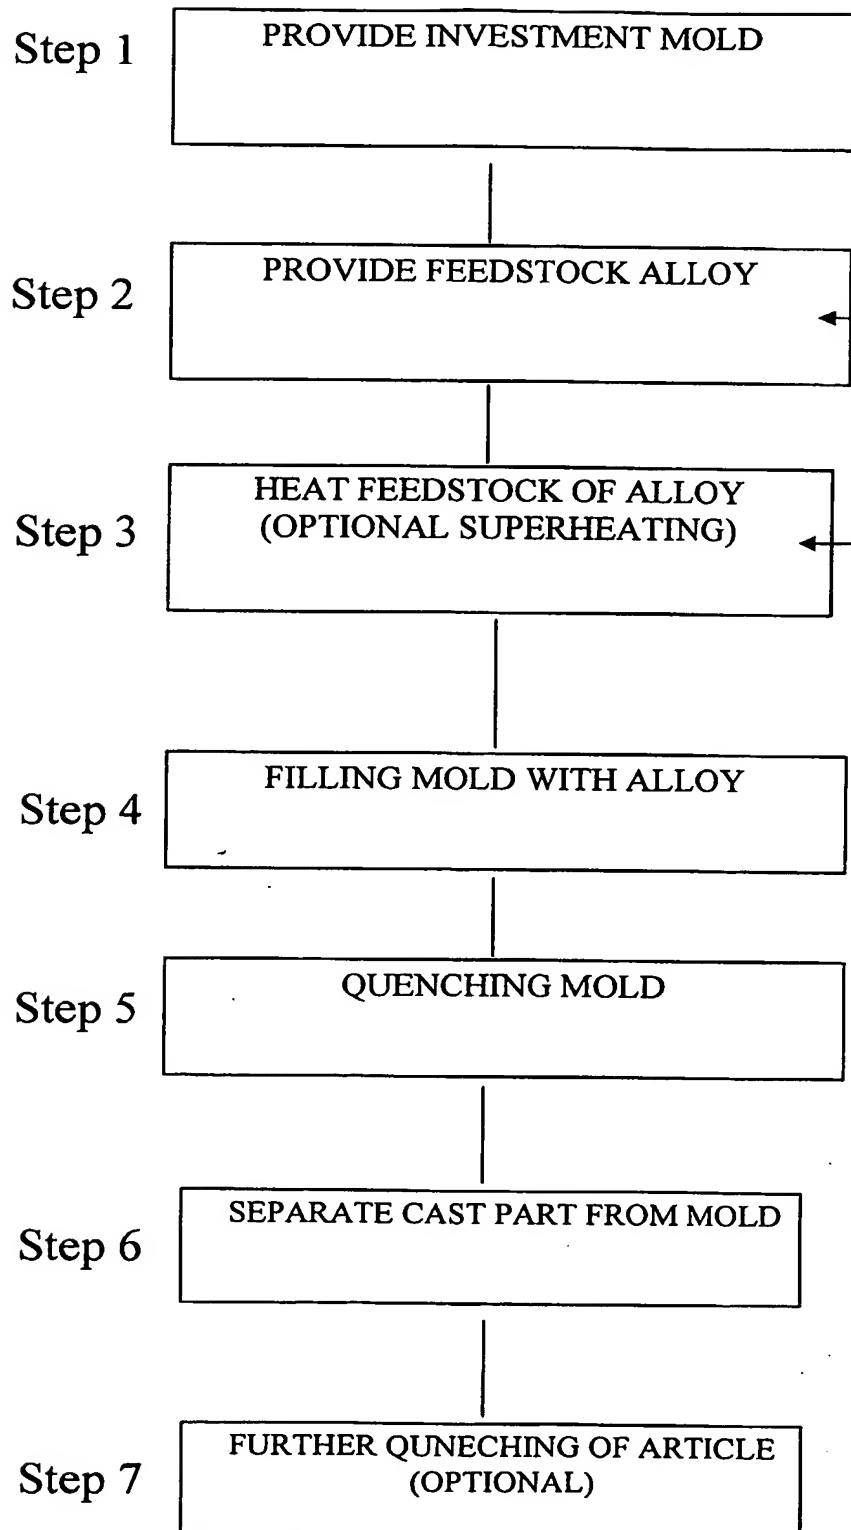 Step 1
PROVIDE INVESTMENT MOLD
Step 2
PROVIDE FEEDSTOCK ALLOY
Step 3
HEAT FEEDSTOCK OF ALLOY
(OPTIONAL SUPERHEATING)
Step 4
FILLING MOLD WITH ALLOY
Step 5
QUENCHING MOLD
Step 6
SEPARATE CAST PART FROM MOLD
Step 7
FURTHER QUNECHING OF ARTICLE
(OPTIONAL)